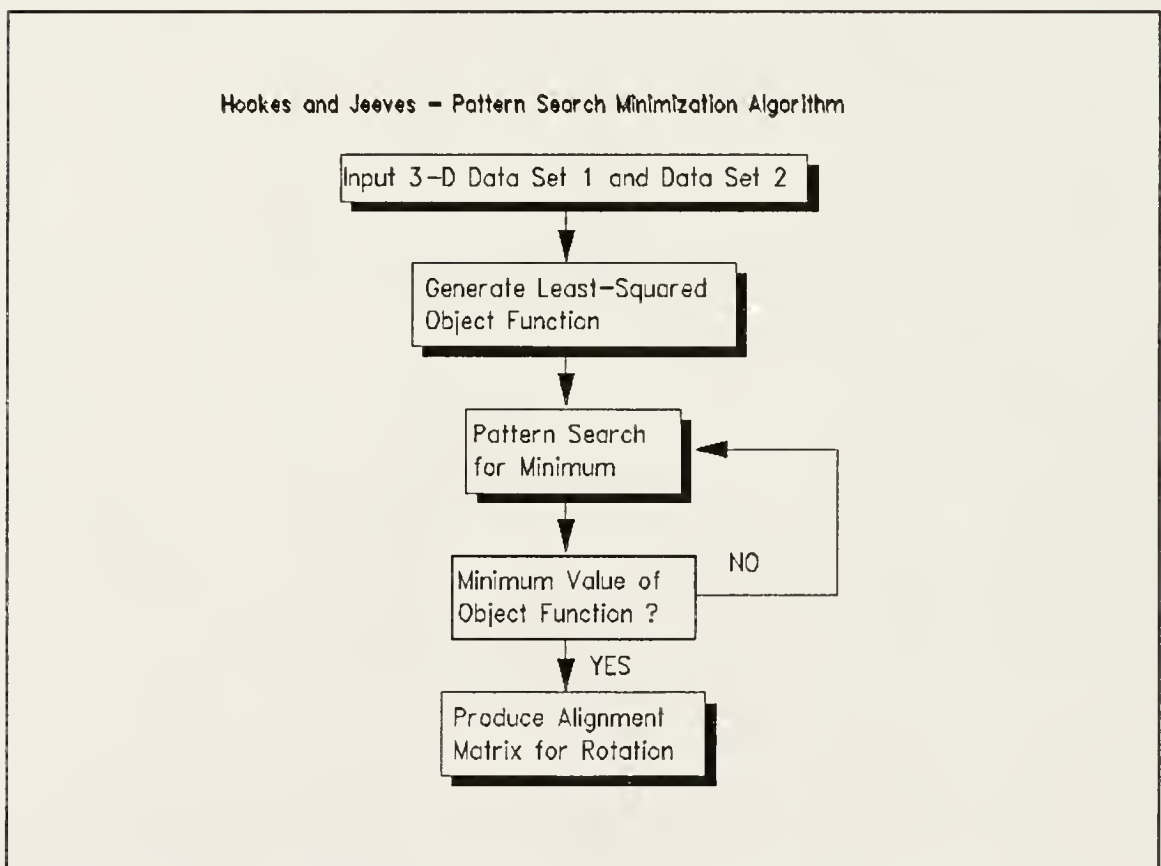 Hookes and Jeeves - Pattern Search Minimization Algorithm
Input 3-D Data Set 1 and Data Set 2
Generate Least-Squared
Object Function
Pattern Search
for Minimum
NO
Minimum Value of
Object Function ?
YES
Produce Alignment
Matrix for Rotation